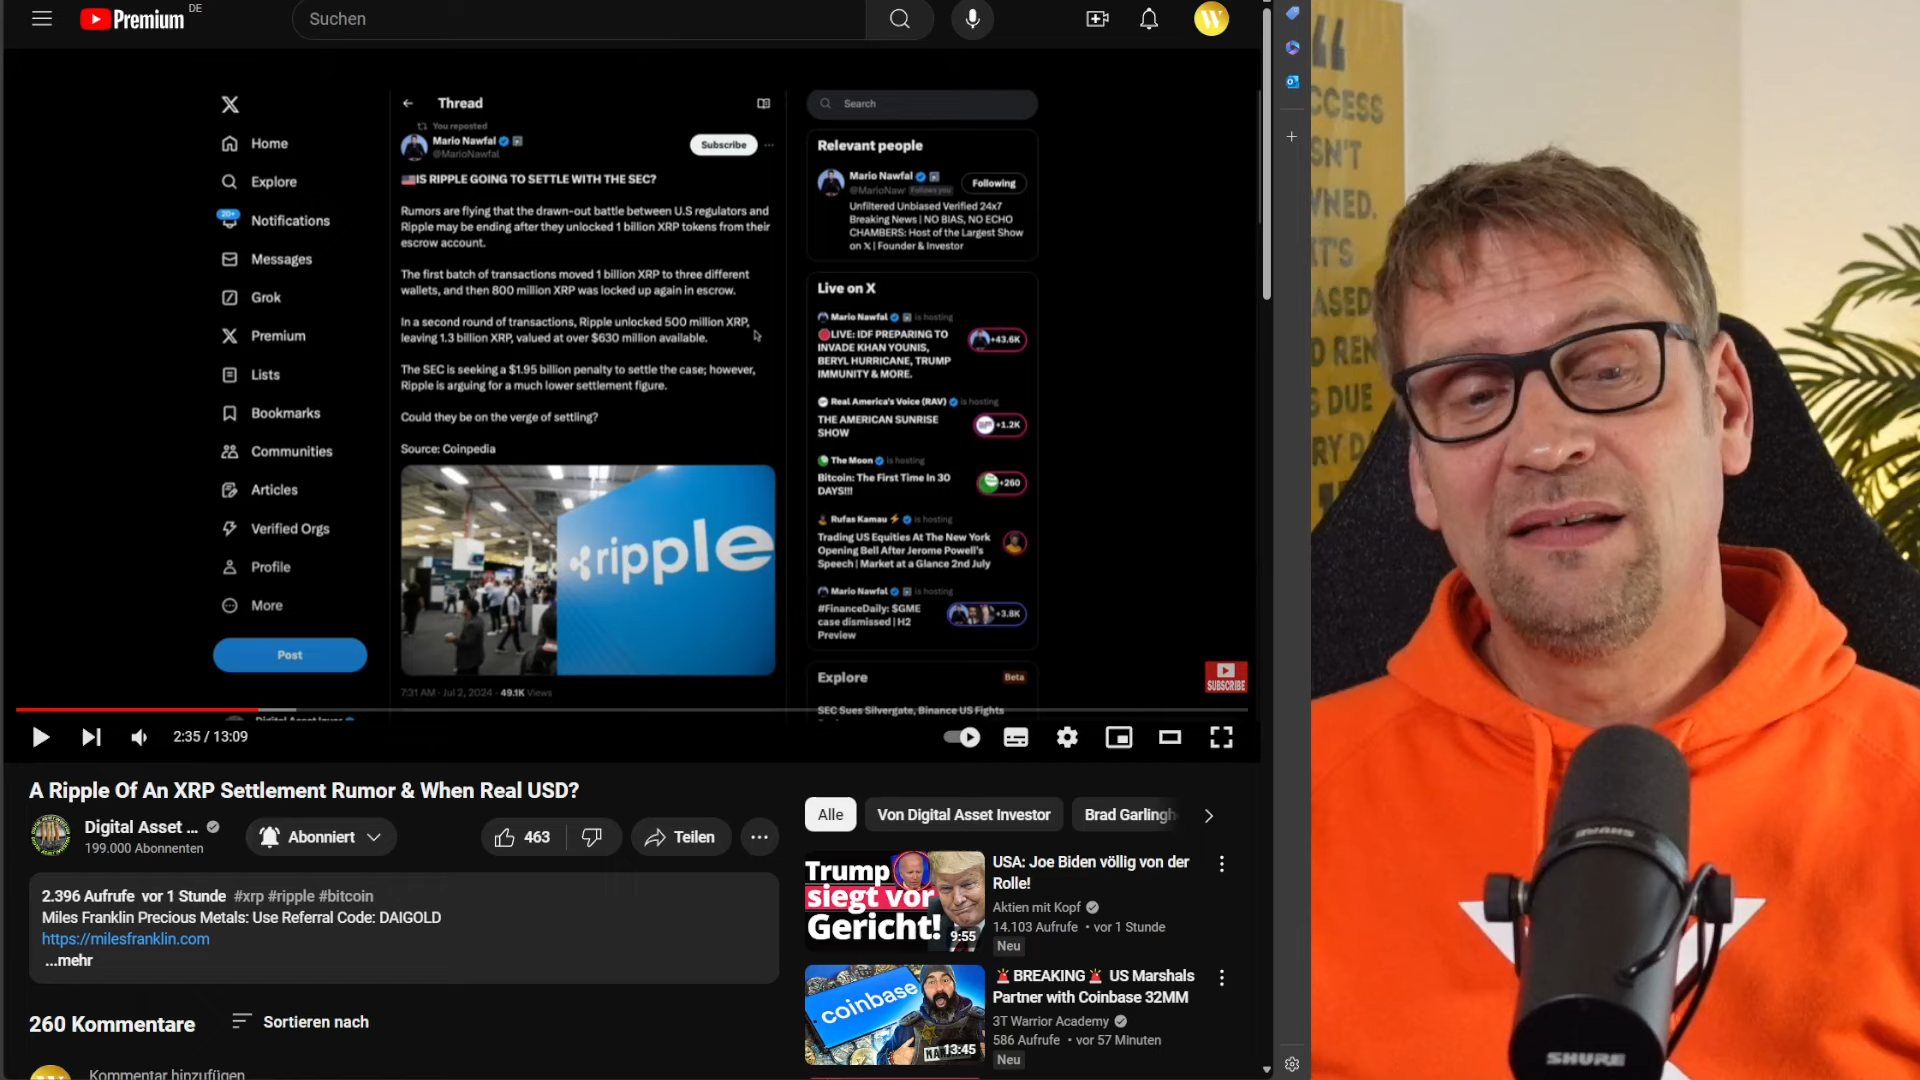 Premium DE
Suchen
Home
Explore
20+
Notifications
Messages
Grok
Premium
Lists
Bookmarks
Communities
Articles
Verified Orgs
Profile
More
Post
Thread
You reposted
Mario Nawfal
@MarioNawfal
Subscribe
IS RIPPLE GOING TO SETTLE WITH THE SEC?
Rumors are flying that the drawn-out battle between U.S regulators and
Ripple may be ending after they unlocked 1 billion XRP tokens from their
escrow account.
The first batch of transactions moved 1 billion XRP to three different
wallets, and then 800 million XRP was locked up again in escrow.
In a second round of transactions, Ripple unlocked 500 million XRP,
leaving 1.3 billion XRP, valued at over $630 million available.
The SEC is seeking a $1.95 billion penalty to settle the case; however,
Ripple is arguing for a much lower settlement figure.
Could they be on the verge of settling?
Source: Coinpedia
ripple
7:31 AM · Jul 2, 2024 · 49.1K Views
Search
Relevant people
Mario Nawfal
@MarioNaw Follows you
Following
Unfiltered Unbiased Verified 24x7
Breaking News | NO BIAS, NO ECHO
CHAMBERS: Host of the Largest Show
on X | Founder & Investor
Live on X
Mario Nawfal is hosting
LIVE: IDF PREPARING TO
INVADE KHAN YOUNIS,
BERYL HURRICANE, TRUMP
IMMUNITY & MORE.
+43.6K
Real America's Voice (RAV) is hosting
THE AMERICAN SUNRISE
SHOW
+1.2K
The Moon is hosting
Bitcoin: The First Time In 30
DAYS!!!
+260
Rufas Kamau is hosting
Trading US Equities At The New York
Opening Bell After Jerome Powell's
Speech | Market at a Glance 2nd July
Mario Nawfal is hosting
#FinanceDaily: $GME
case dismissed | H2
Preview
+3.8K
Explore
Beta
SEC Sues Silvergate, Binance US Fights
SUBSCRIBE
2:35 / 13:09
A Ripple Of An XRP Settlement Rumor & When Real USD?
Digital Asset ...
199.000 Abonnenten
Abonniert
463
Teilen
2.396 Aufrufe vor 1 Stunde #xrp #ripple #bitcoin
Miles Franklin Precious Metals: Use Referral Code: DAIGOLD
https://milesfranklin.com
...mehr
260 Kommentare
Sortieren nach
Kommentar hinzufügen
Alle
Von Digital Asset Investor
Brad Garlingh
Trump
siegt vor
Gericht!
9:55
USA: Joe Biden völlig von der
Rolle!
Aktien mit Kopf
14.103 Aufrufe • vor 1 Stunde
Neu
coinbase
13:45
🚨BREAKING🚨 US Marshals
Partner with Coinbase 32MM
3T Warrior Academy
586 Aufrufe • vor 57 Minuten
Neu
SHURE